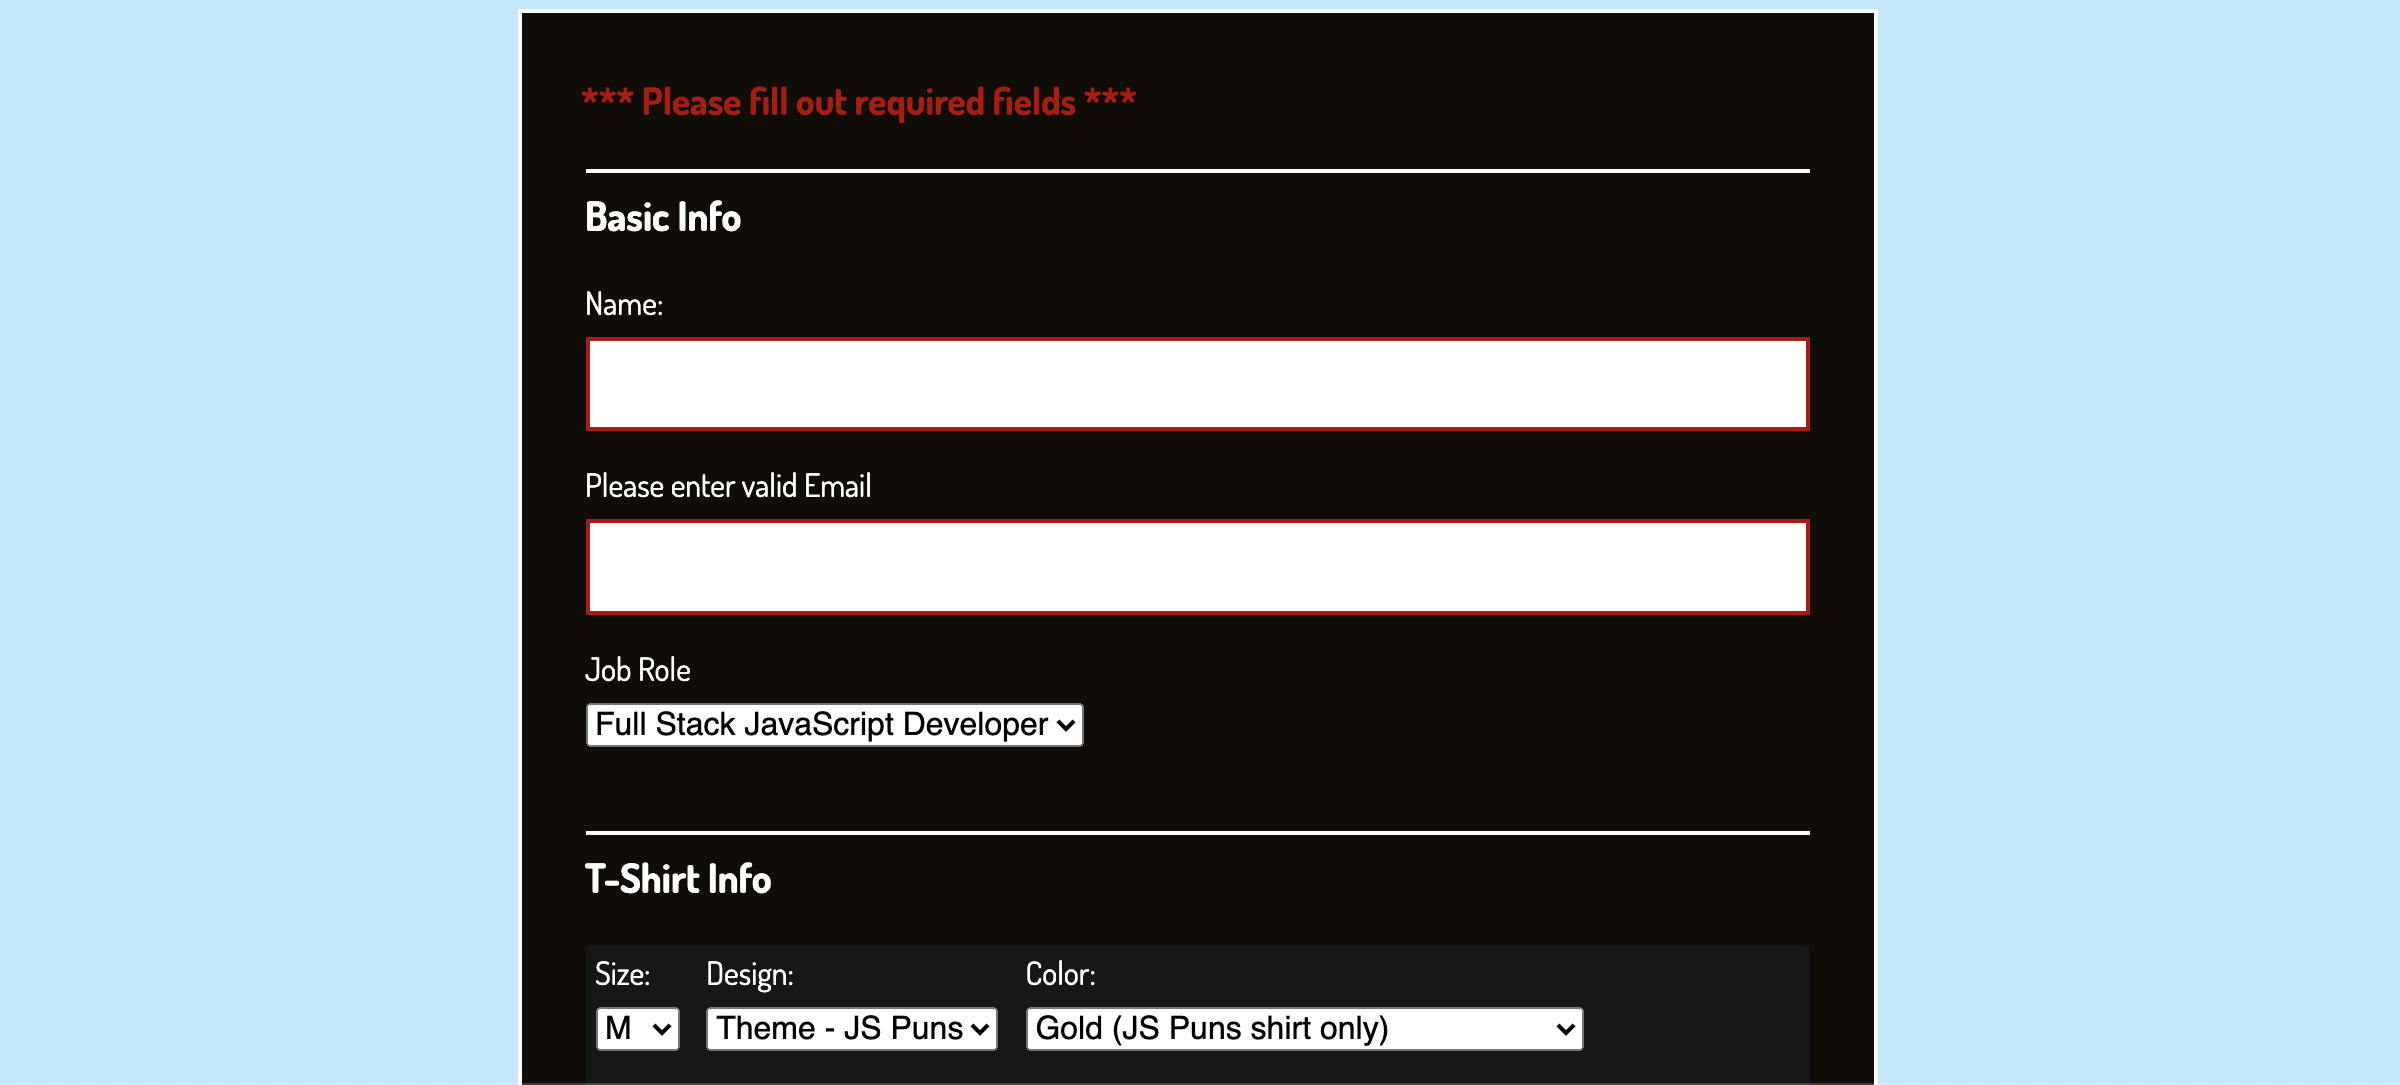 *** Please fill out required fields ***
Basic Info
Name:
Please enter valid Email
Job Role
Full Stack JavaScript Developer
T-Shirt Info
Size: Design: Color:
M Theme - JS Puns Gold (JS Puns shirt only)